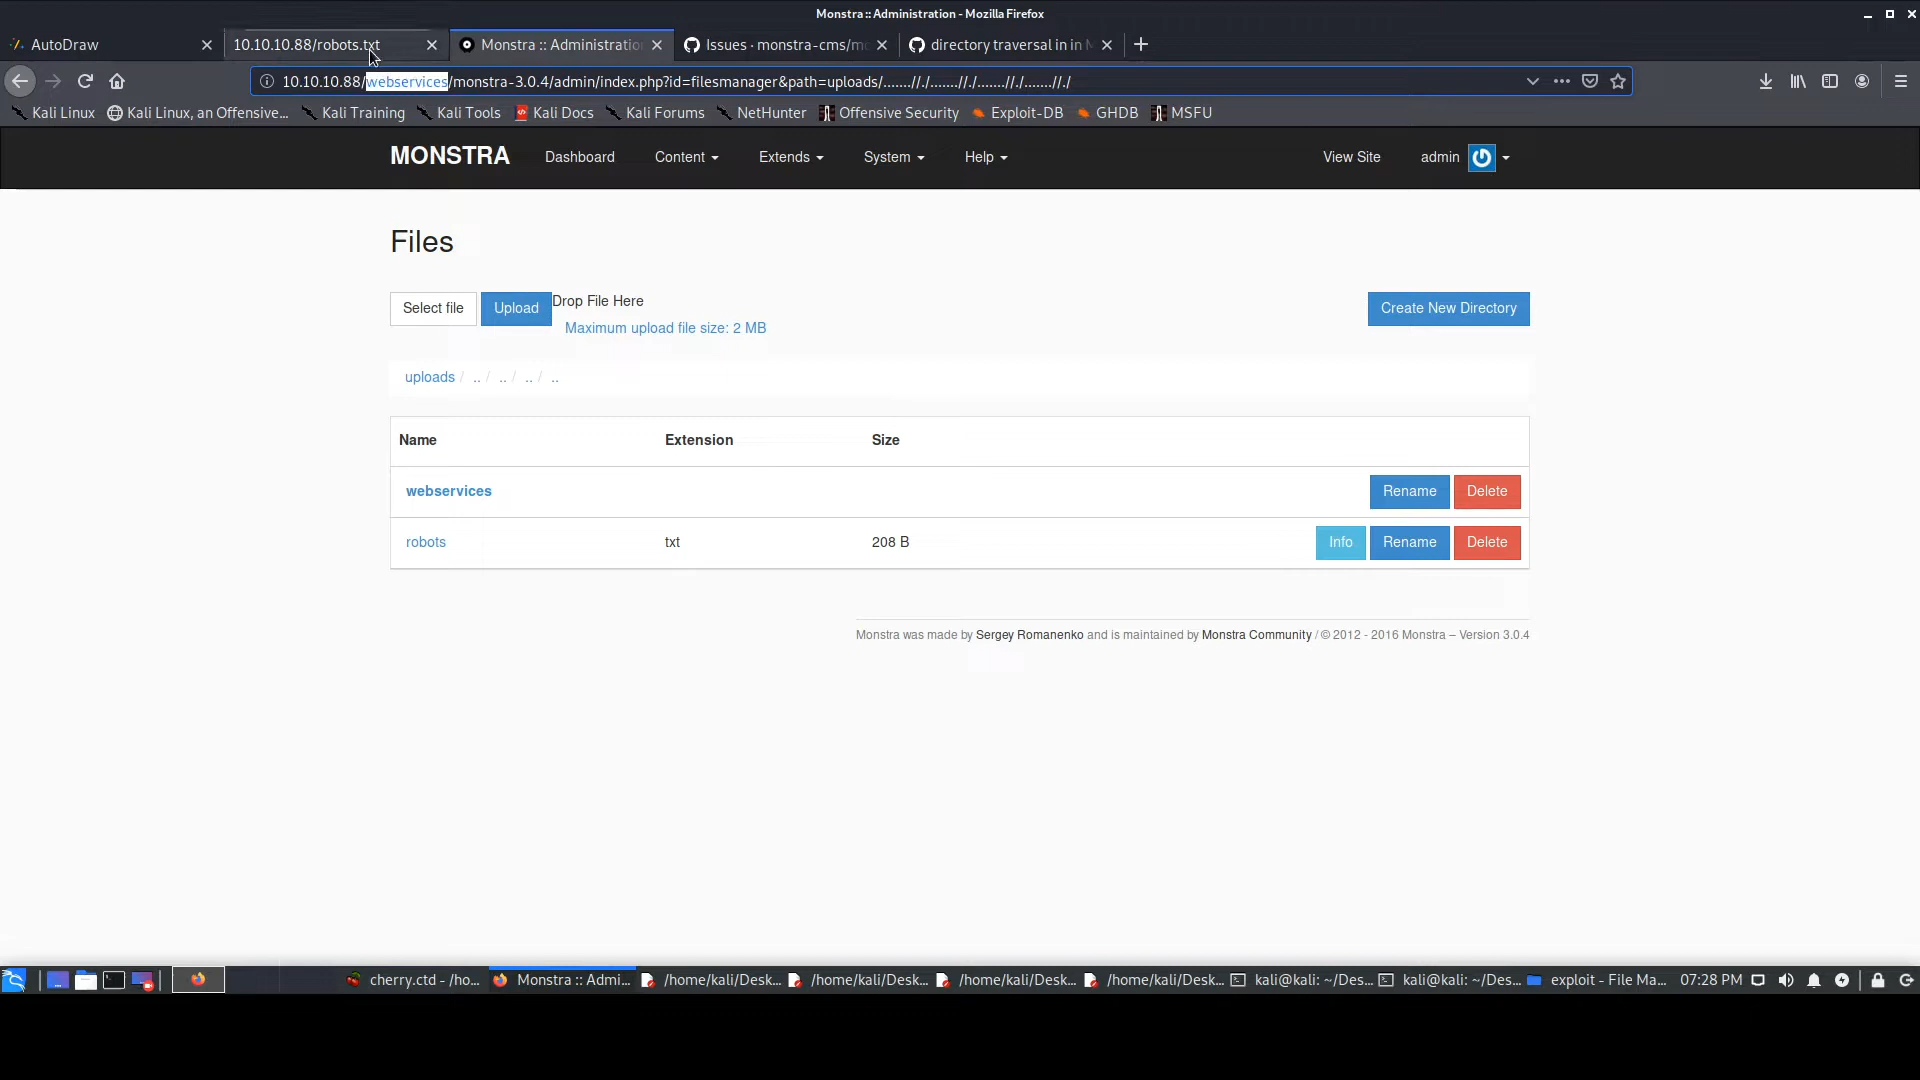 Monstra :: Administration - Mozilla Firefox
AutoDraw
10.10.10.88/robots.txt
Monstra :: Administratio
Issues · monstra-cms/mo
directory traversal in in M
10.10.10.88/webservices/monstra-3.0.4/admin/index.php?id=filesmanager&path=uploads/.......//./.......//./.......//./.......//./
Kali Linux
Kali Linux, an Offensive...
Kali Training
Kali Tools
Kali Docs
Kali Forums
NetHunter
Offensive Security
Exploit-DB
GHDB
MSFU
MONSTRA
Dashboard
Content
Extends
System
Help
View Site
admin
Files
Select file
Upload
Drop File Here
Maximum upload file size: 2 MB
Create New Directory
uploads / .. / .. / .. / ..
Name Extension Size
webservices Rename Delete
robots txt 208 B Info Rename Delete
Monstra was made by Sergey Romanenko and is maintained by Monstra Community / © 2012 - 2016 Monstra – Version 3.0.4
cherry.ctd - /ho...
Monstra :: Admi...
/home/kali/Desk...
/home/kali/Desk...
/home/kali/Desk...
/home/kali/Desk...
kali@kali: ~/Des...
kali@kali: ~/Des...
exploit - File Ma...
07:28 PM